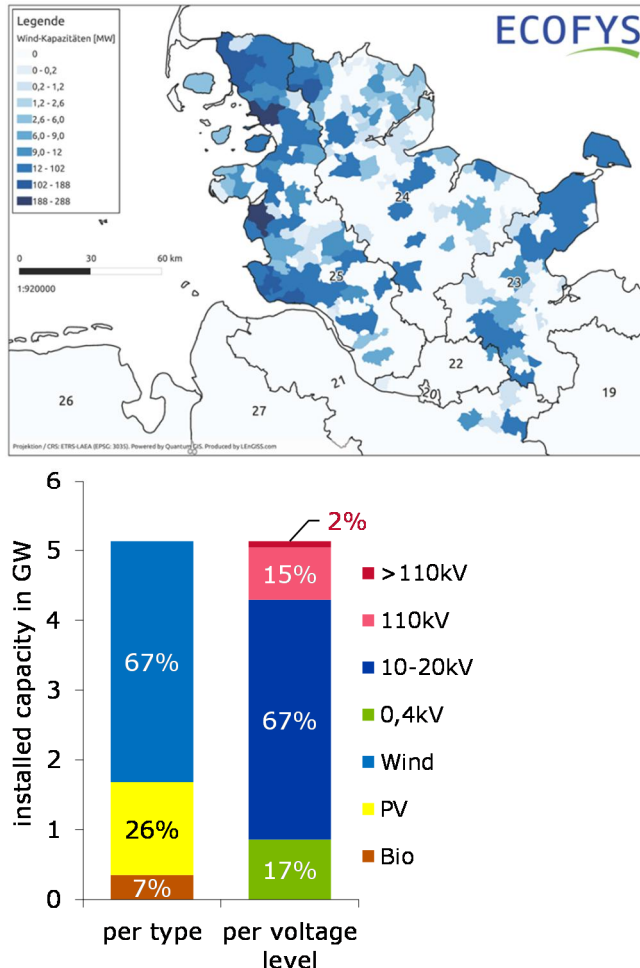 Legende
Wind-Kapazitäten [MW]
0
0 - 0,2
0,2 - 1,2
1,2 - 2,6
2,6 - 6,0
6,0 - 9,0
9,0 - 12
12 - 102
102 - 188
188 - 288
ECOFYS
0 30 60 km
1:920000
24
25
23
22
21
20
19
26
27
Projektion / CRS: ETRS-LAEA (EPSG: 3035). Powered by Quantum GIS. Produced by LEnGISS.com
installed capacity in GW
6
5
4
3
2
1
0
67%
26%
7%
2%
15%
67%
17%
per type
per voltage
level
>110kV
110kV
10-20kV
0,4kV
Wind
PV
Bio